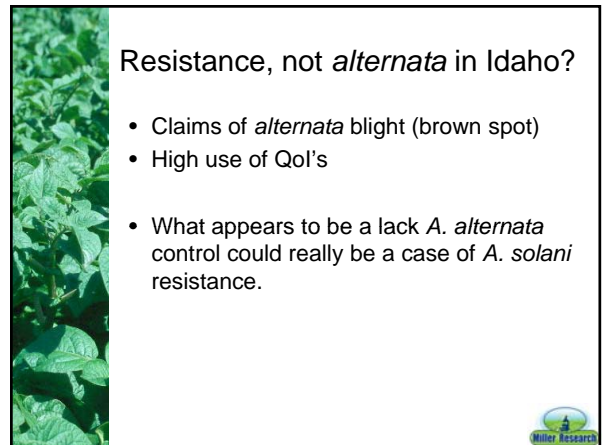 Resistance, not alternata in Idaho?
• Claims of alternata blight (brown spot)
• High use of QoI's
• What appears to be a lack A. alternata
control could really be a case of A. solani
resistance.
Miller Research